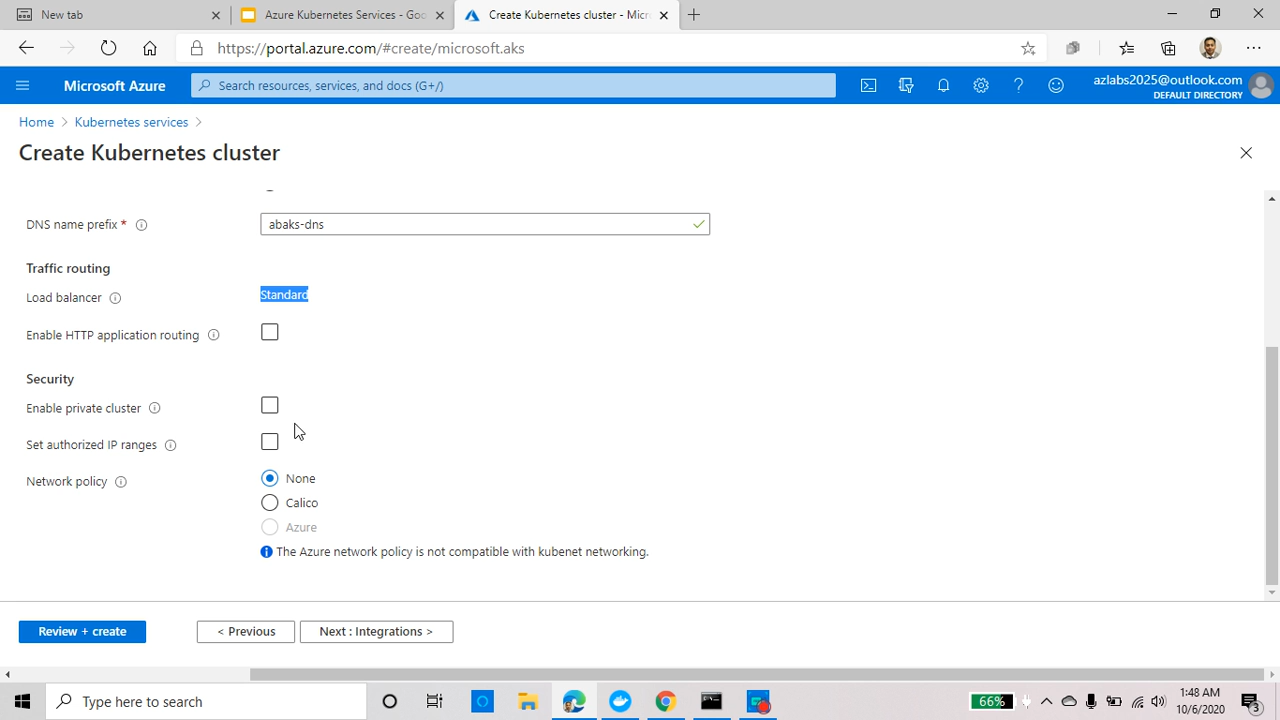 New tab
Azure Kubernetes Services - Goo
Create Kubernetes cluster - Micr
https://portal.azure.com/#create/microsoft.aks
Microsoft Azure
Search resources, services, and docs (G+/)
azlabs2025@outlook.com
DEFAULT DIRECTORY
Home > Kubernetes services >
Create Kubernetes cluster
DNS name prefix *
abaks-dns
Traffic routing
Load balancer
Standard
Enable HTTP application routing
Security
Enable private cluster
Set authorized IP ranges
Network policy
None
Calico
Azure
The Azure network policy is not compatible with kubenet networking.
Review + create
< Previous
Next : Integrations >
Type here to search
66%
1:48 AM
10/6/2020
3